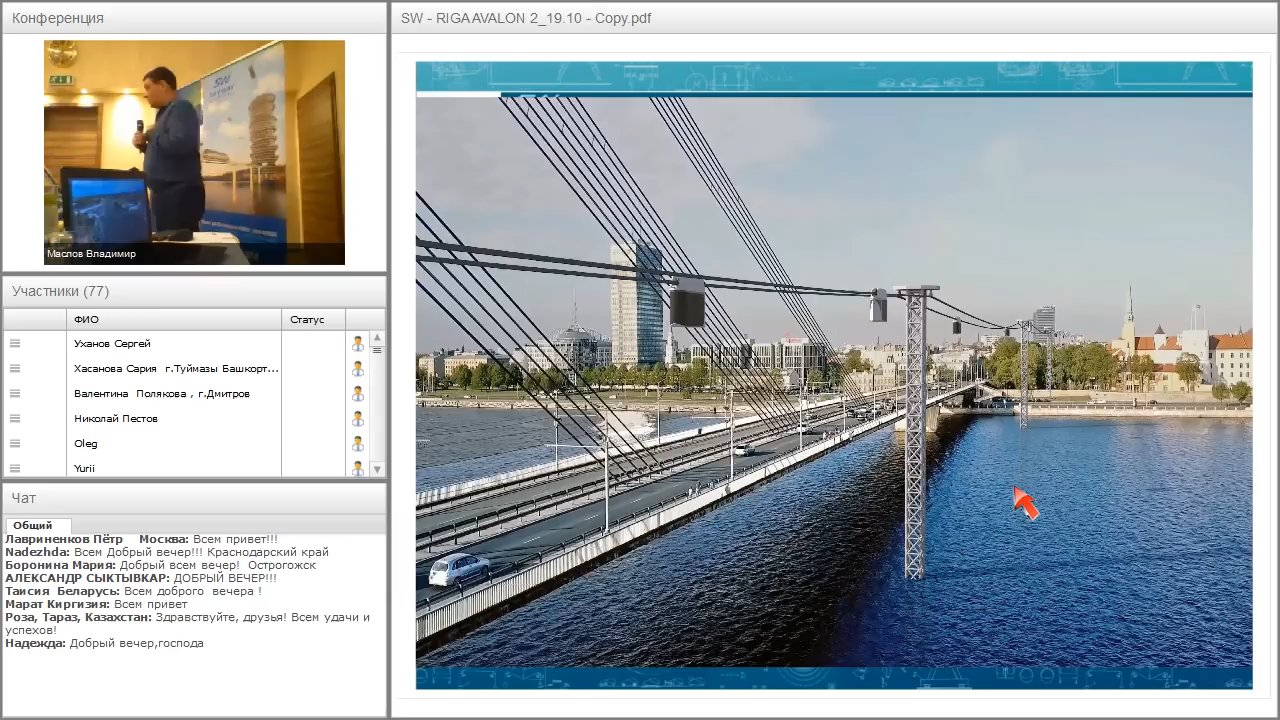 Конференция
SW - RIGAAVALON 2_19.10 - Copy.pdf
SW
Маслов Владимир
Участники (77)
ФИО
Статус
Уханов Сергей
Хасанова Сария г.Туймазы Башкорт...
Валентина Полякова , г.Дмитров
Николай Пестов
Oleg
Yurii
Чат
Общий
Лавриненков Пётр Москва: Всем привет!!!
Nadezhda: Всем Добрый вечер!!! Краснодарский край
Боронина Мария: Добрый всем вечер! Острогожск
АЛЕКСАНДР СЫКТЫВКАР: ДОБРЫЙ ВЕЧЕР!!!
Таисия Беларусь: Всем доброго вечера !
Марат Киргизия: Всем привет
Роза, Тараз, Казахстан: Здравствуйте, друзья! Всем удачи и
успехов!
Надежда: Добрый вечер,господа